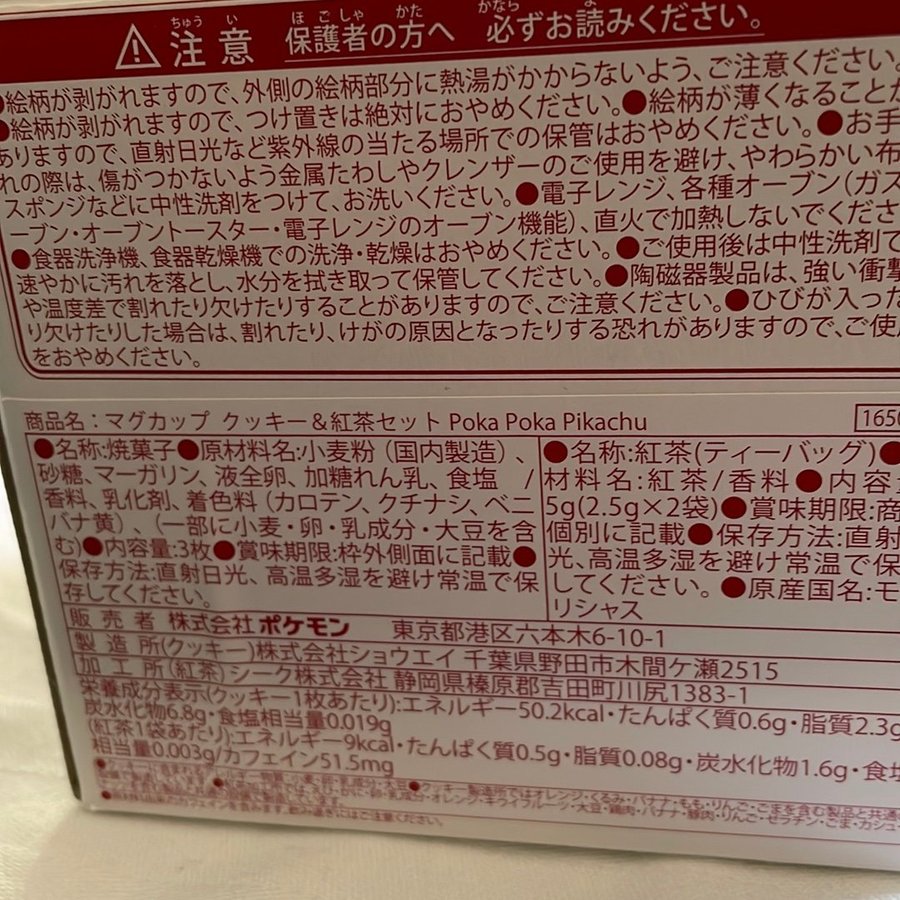 注意 保護者の方へ 必ずお読みください。
●絵柄が剥がれますので、外側の絵柄部分に熱湯がかからないよう、ご注意ください。
●絵柄が剥がれますので、つけ置きは絶対におやめください。●絵柄が薄くなることが
ありますので、直射日光など紫外線の当たる場所での保管はおやめください。●お手
れの際は、傷がつかないよう金属たわしやクレンザーのご使用を避け、やわらかい布
スポンジなどに中性洗剤をつけて、お洗いください。●電子レンジ、各種オーブン(ガス
ーブン・オーブントースター・電子レンジのオーブン機能)、直火で加熱しないでくださ
●食器洗浄機、食器乾燥機での洗浄・乾燥はおやめください。●ご使用後は中性洗剤で
速やかに汚れを落とし、水分を拭き取って保管してください。●陶磁器製品は、強い衝撃
や温度差で割れたり欠けたりすることがありますので、ご注意ください。●ひびが入った
り欠けたりした場合は、割れたり、けがの原因となったりする恐れがありますので、ご使
をおやめください。
商品名：マグカップ クッキー＆紅茶セット Poka Poka Pikachu
1650
●名称:焼菓子●原材料名:小麦粉（国内製造）、
砂糖、マーガリン、液全卵、加糖れん乳、食塩 /
香料、乳化剤、着色料（カロテン、クチナシ、ベニ
バナ黄）、（一部に小麦・卵・乳成分・大豆を含
む)●内容量:3枚●賞味期限:枠外側面に記載●
保存方法:直射日光、高温多湿を避け常温で保
存してください。
●名称:紅茶(ティーバッグ)●
材料名:紅茶/香料●内容
5g(2.5g×2袋)●賞味期限:商
個別に記載●保存方法:直射
光、高温多湿を避け常温で保
してください。●原産国名:モ
リシャス
販売者 株式会社ポケモン 東京都港区六本木6-10-1
製造所(クッキー)株式会社ショウエイ 千葉県野田市木間ケ瀬2515
加工所(紅茶)シーク株式会社 静岡県榛原郡吉田町川尻1383-1
栄養成分表示(クッキー1枚あたり):エネルギー50.2kcal・たんぱく質0.6g・脂質2.3g
炭水化物6.8g・食塩相当量0.019g
(紅茶1袋あたり):エネルギー9kcal・たんぱく質0.5g・脂質0.08g・炭水化物1.6g・食塩
相当量0.003g/カフェイン51.5mg
●クッキー製造所ではオレンジ・くるみ・バナナ・もも・りんご・ごまを含む製品と共通